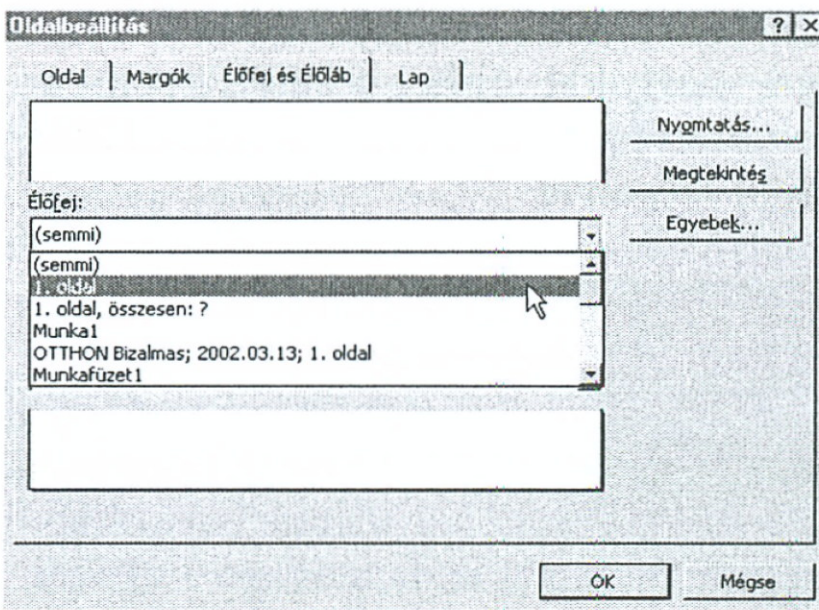 Oldalbeállítás
? ×
Oldal
Margók
Élőfej és Élőláb
Lap
Nyomtatás...
Megtekintés
Egyebek...
Élőfej:
(semmi)
(semmi)
1. oldal
1. oldal, összesen: ?
Munka1
OTTHON Bizalmas; 2002.03.13; 1. oldal
Munkafüzet1
OK
Mégse